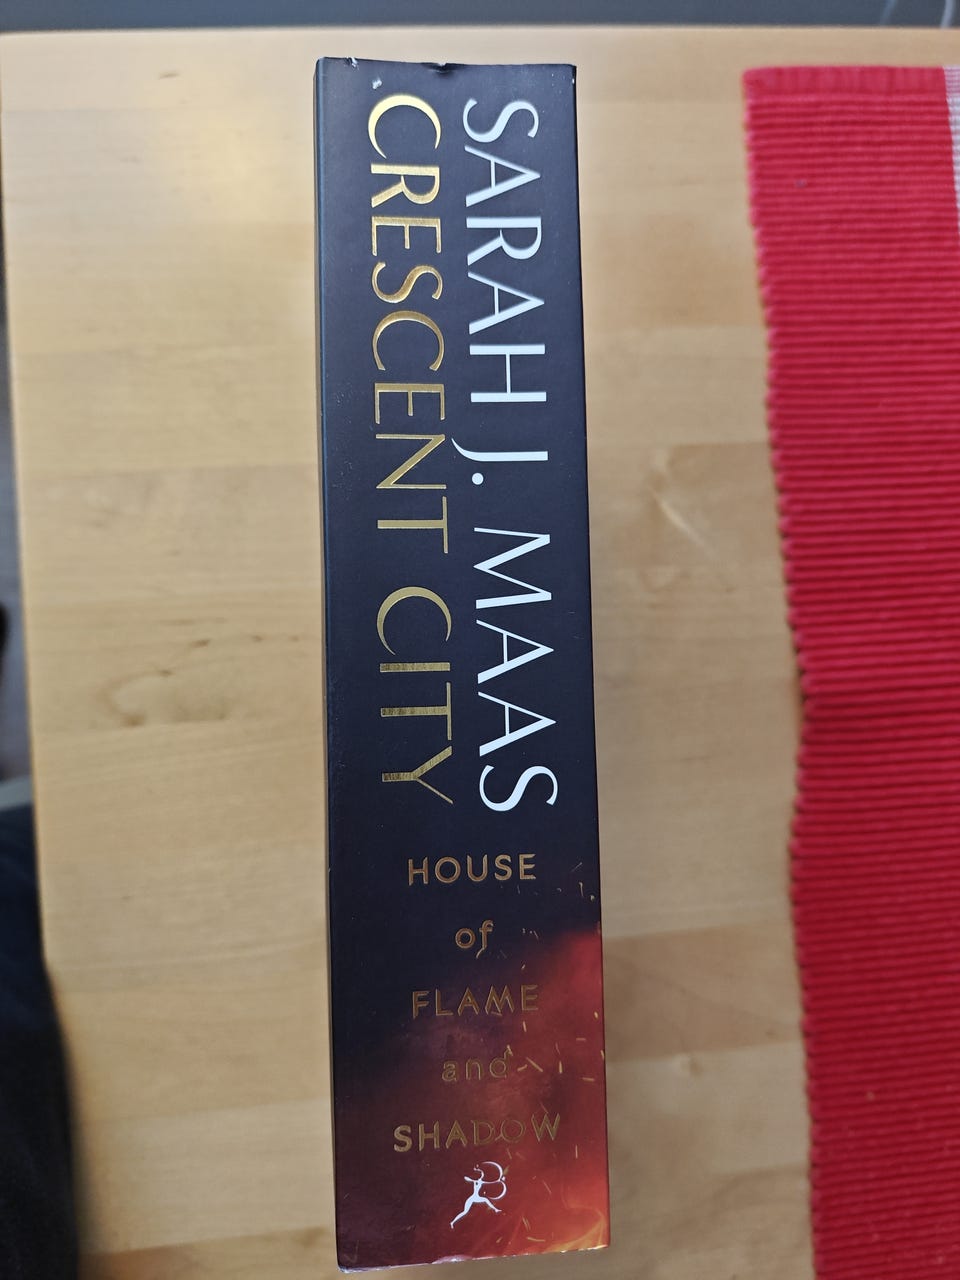 SARAH J. MAAS
CRESCENT CITY
HOUSE
of
FLAME
and
SHADOW